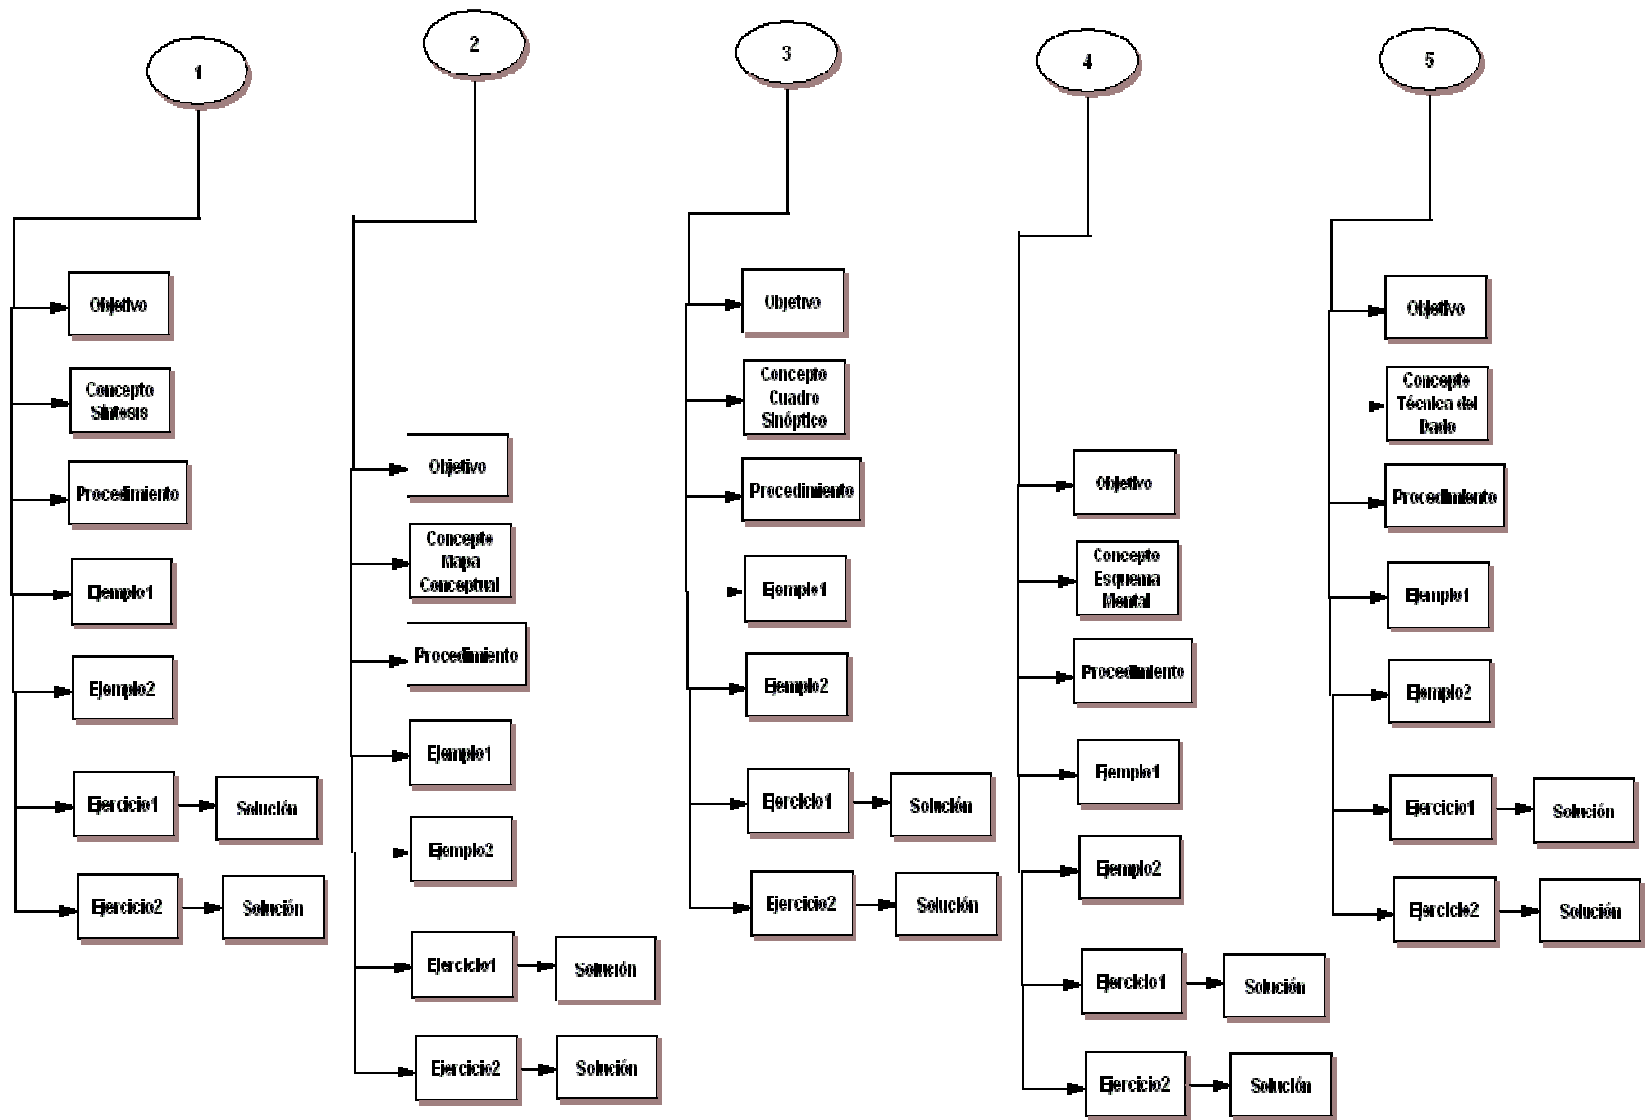 1
Objetivo
Concepto
Síntesis
Procedimiento
Ejemplo1
Ejemplo2
Ejercicio1
Solución
Ejercicio2
Solución
2
Objetivo
Concepto
Mapa
Conceptual
Procedimiento
Ejemplo1
Ejemplo2
Ejercicio1
Solución
Ejercicio2
Solución
3
Objetivo
Concepto
Cuadro
Sinóptico
Procedimiento
Ejemplo1
Ejemplo2
Ejercicio1
Solución
Ejercicio2
Solución
4
Objetivo
Concepto
Esquema
Mental
Procedimiento
Ejemplo1
Ejemplo2
Ejercicio1
Solución
Ejercicio2
Solución
5
Objetivo
Concepto
Técnica del
Dado
Procedimiento
Ejemplo1
Ejemplo2
Ejercicio1
Solución
Ejercicio2
Solución